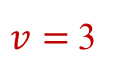 v = 3